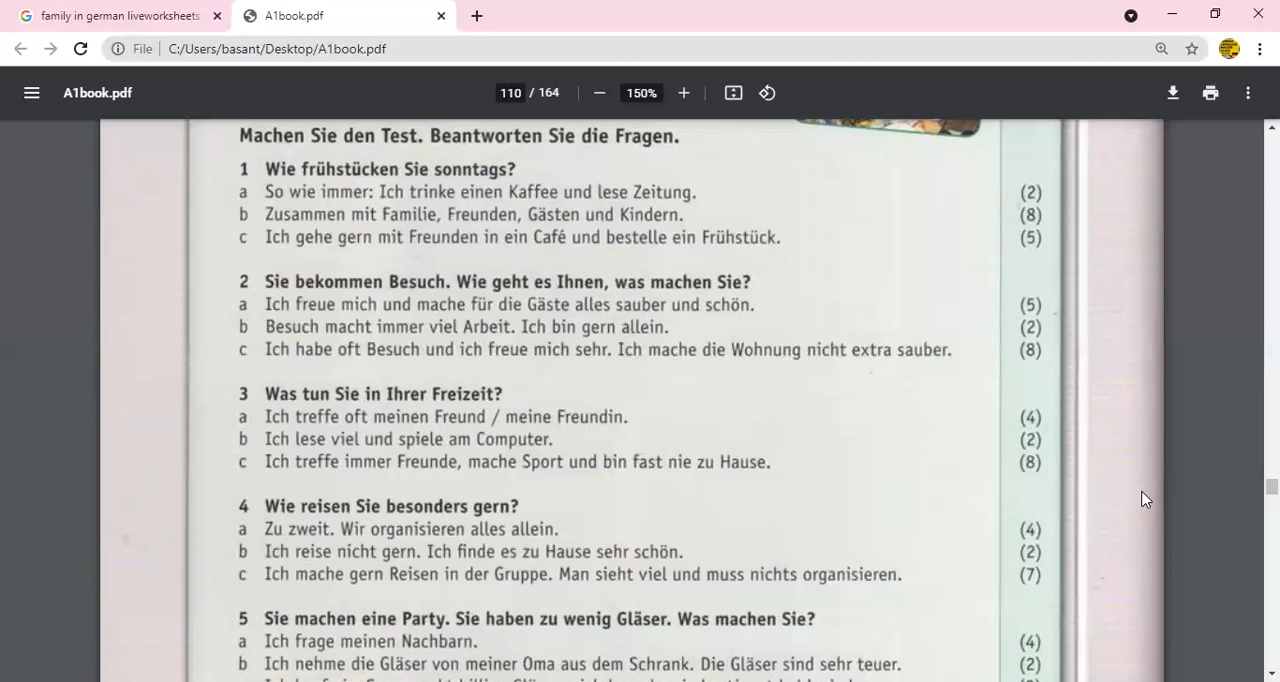 family in german liveworksheets
A1book.pdf
File
C:/Users/basant/Desktop/A1book.pdf
A1book.pdf
110 / 164
150%
Machen Sie den Test. Beantworten Sie die Fragen.
1 Wie frühstücken Sie sonntags?
a So wie immer: Ich trinke einen Kaffee und lese Zeitung. (2)
b Zusammen mit Familie, Freunden, Gästen und Kindern. (8)
c Ich gehe gern mit Freunden in ein Café und bestelle ein Frühstück. (5)
2 Sie bekommen Besuch. Wie geht es Ihnen, was machen Sie?
a Ich freue mich und mache für die Gäste alles sauber und schön. (5)
b Besuch macht immer viel Arbeit. Ich bin gern allein. (2)
c Ich habe oft Besuch und ich freue mich sehr. Ich mache die Wohnung nicht extra sauber. (8)
3 Was tun Sie in Ihrer Freizeit?
a Ich treffe oft meinen Freund / meine Freundin. (4)
b Ich lese viel und spiele am Computer. (2)
c Ich treffe immer Freunde, mache Sport und bin fast nie zu Hause. (8)
4 Wie reisen Sie besonders gern?
a Zu zweit. Wir organisieren alles allein. (4)
b Ich reise nicht gern. Ich finde es zu Hause sehr schön. (2)
c Ich mache gern Reisen in der Gruppe. Man sieht viel und muss nichts organisieren. (7)
5 Sie machen eine Party. Sie haben zu wenig Gläser. Was machen Sie?
a Ich frage meinen Nachbarn. (4)
b Ich nehme die Gläser von meiner Oma aus dem Schrank. Die Gläser sind sehr teuer. (2)